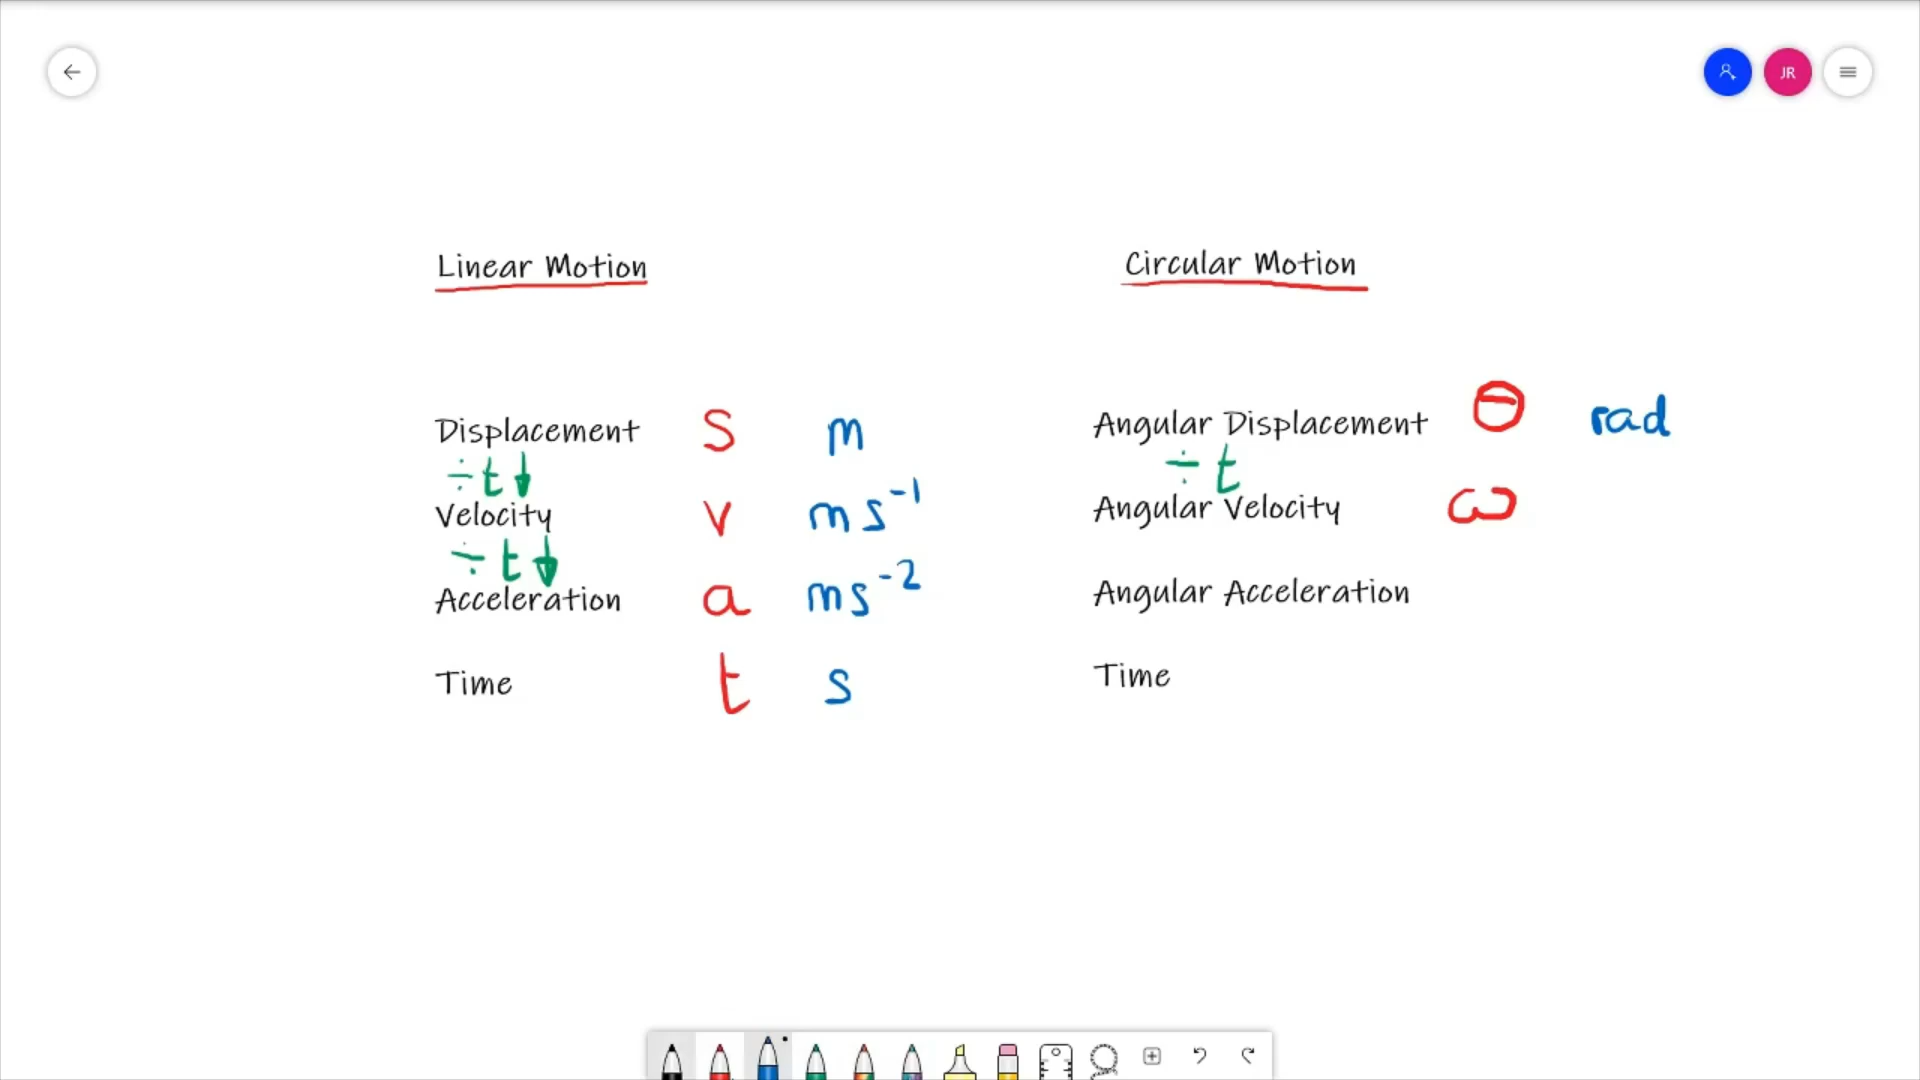 JR
Linear Motion
Circular Motion
Displacement S m
÷ t ↓
Velocity v ms⁻¹
÷ t ↓
Acceleration a ms⁻²
Time t s
Angular Displacement θ rad
÷ t
Angular Velocity ω
Angular Acceleration
Time